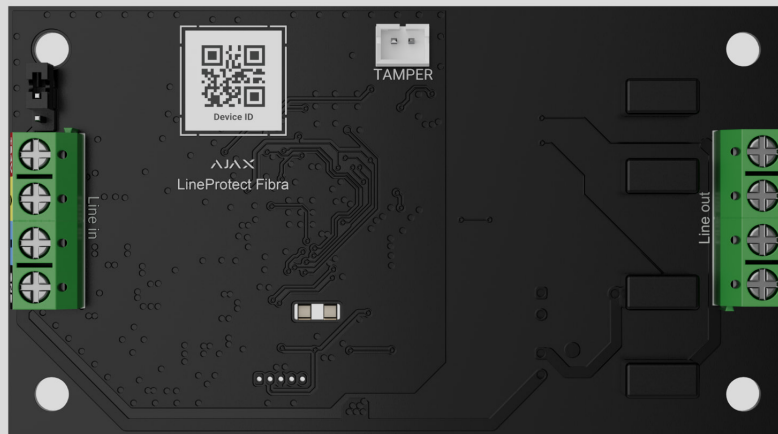 TAMPER
Device ID
AJAX
LineProtect Fibra
Line in
Line out